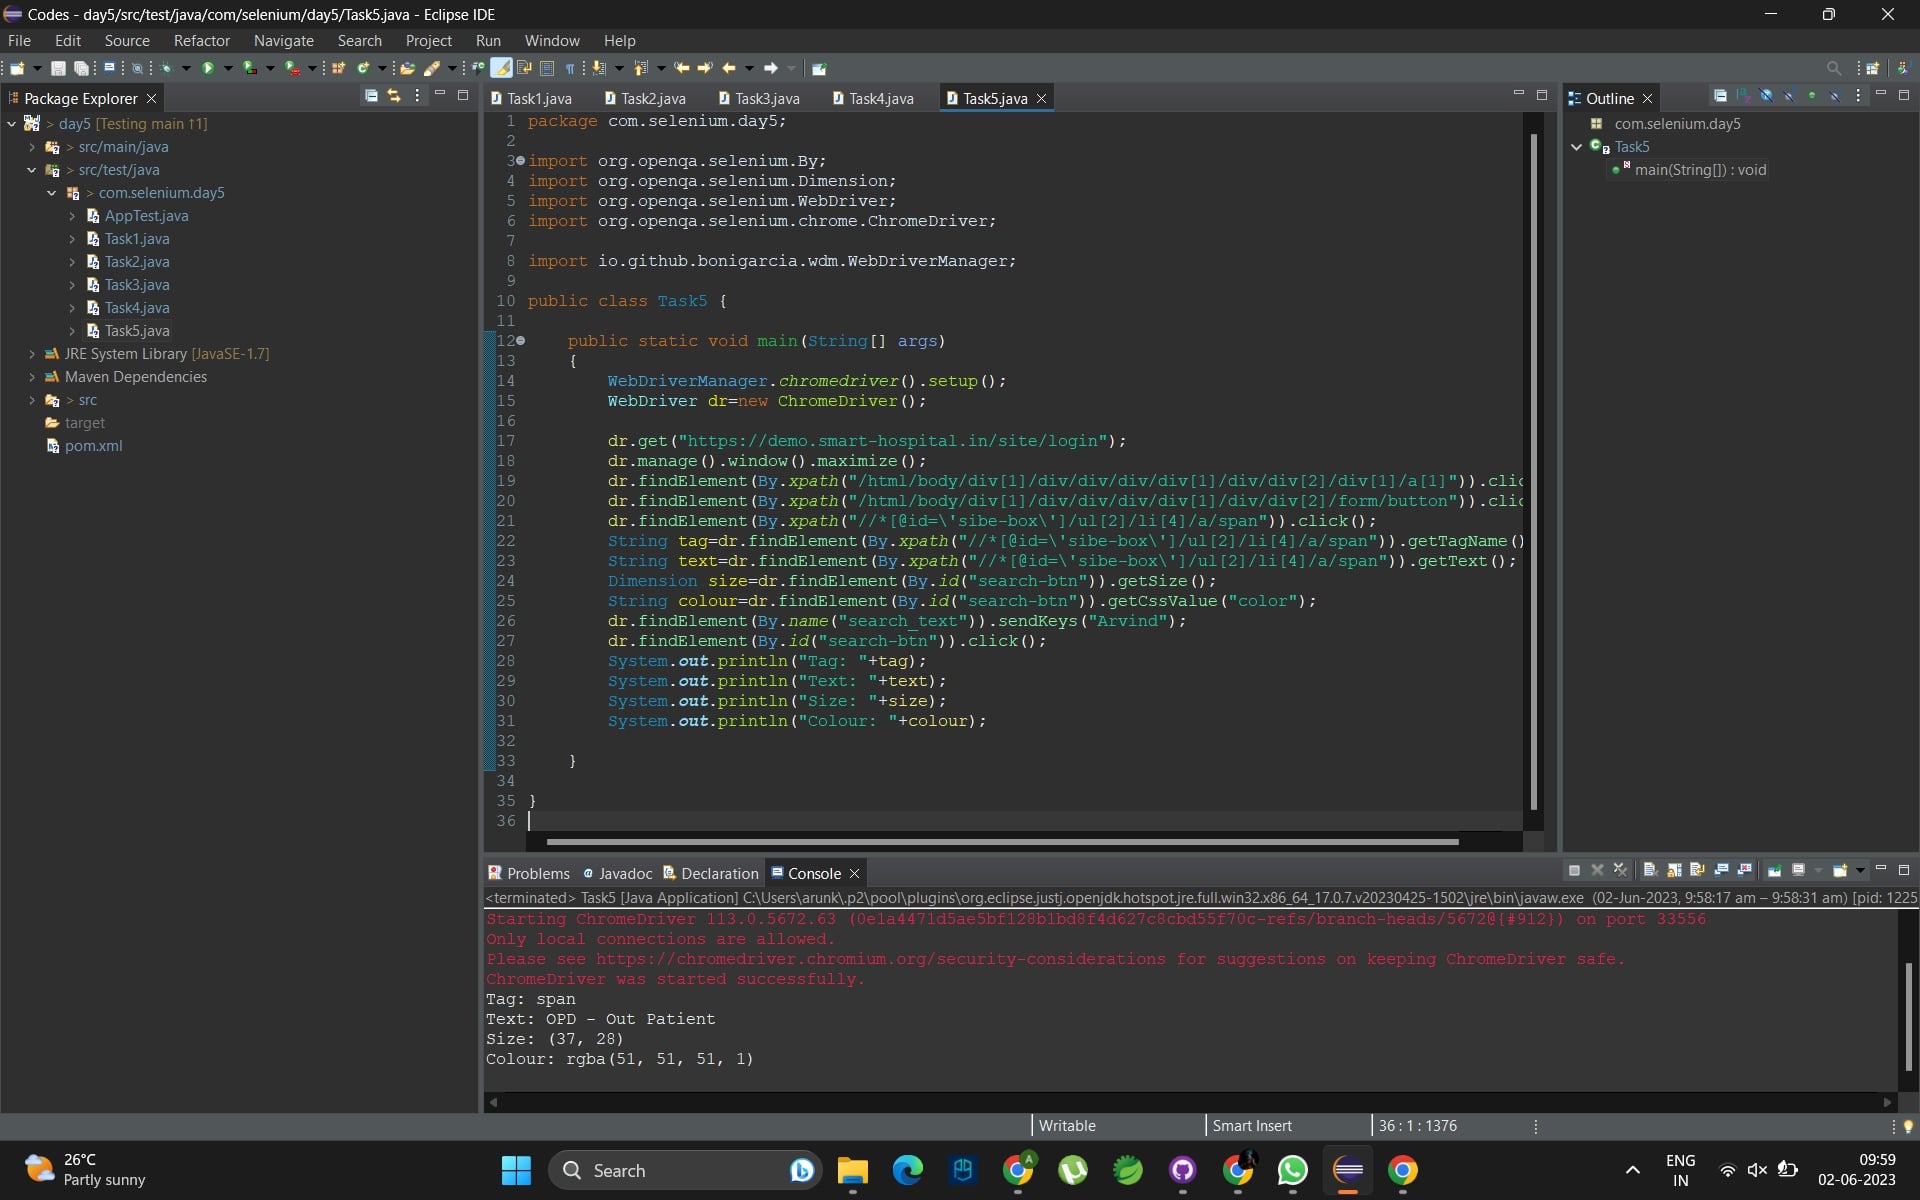 Codes - day5/src/test/java/com/selenium/day5/Task5.java - Eclipse IDE
File Edit Source Refactor Navigate Search Project Run Window Help
Package Explorer
> day5 [Testing main ↑1]
> src/main/java
> src/test/java
> com.selenium.day5
AppTest.java
Task1.java
Task2.java
Task3.java
Task4.java
Task5.java
JRE System Library [JavaSE-1.7]
Maven Dependencies
> src
target
pom.xml
Task1.java Task2.java Task3.java Task4.java Task5.java
1 package com.selenium.day5;
2
3 import org.openqa.selenium.By;
4 import org.openqa.selenium.Dimension;
5 import org.openqa.selenium.WebDriver;
6 import org.openqa.selenium.chrome.ChromeDriver;
7
8 import io.github.bonigarcia.wdm.WebDriverManager;
9
10 public class Task5 {
11
12 public static void main(String[] args)
13 {
14 WebDriverManager.chromedriver().setup();
15 WebDriver dr=new ChromeDriver();
16
17 dr.get("https://demo.smart-hospital.in/site/login");
18 dr.manage().window().maximize();
19 dr.findElement(By.xpath("/html/body/div[1]/div/div/div/div[1]/div/div[2]/div[1]/a[1]")).clic
20 dr.findElement(By.xpath("/html/body/div[1]/div/div/div/div[1]/div/div[2]/form/button")).clic
21 dr.findElement(By.xpath("//*[@id=\'sibe-box\']/ul[2]/li[4]/a/span")).click();
22 String tag=dr.findElement(By.xpath("//*[@id=\'sibe-box\']/ul[2]/li[4]/a/span")).getTagName()
23 String text=dr.findElement(By.xpath("//*[@id=\'sibe-box\']/ul[2]/li[4]/a/span")).getText();
24 Dimension size=dr.findElement(By.id("search-btn")).getSize();
25 String colour=dr.findElement(By.id("search-btn")).getCssValue("color");
26 dr.findElement(By.name("search_text")).sendKeys("Arvind");
27 dr.findElement(By.id("search-btn")).click();
28 System.out.println("Tag: "+tag);
29 System.out.println("Text: "+text);
30 System.out.println("Size: "+size);
31 System.out.println("Colour: "+colour);
32
33 }
34
35 }
36
Outline
com.selenium.day5
Task5
main(String[]) : void
Problems Javadoc Declaration Console
<terminated> Task5 [Java Application] C:\Users\arunk\.p2\pool\plugins\org.eclipse.justj.openjdk.hotspot.jre.full.win32.x86_64_17.0.7.v20230425-1502\jre\bin\javaw.exe (02-Jun-2023, 9:58:17 am – 9:58:31 am) [pid: 1225
Starting ChromeDriver 113.0.5672.63 (0e1a4471d5ae5bf128b1bd8f4d627c8cbd55f70c-refs/branch-heads/5672@{#912}) on port 33556
Only local connections are allowed.
Please see https://chromedriver.chromium.org/security-considerations for suggestions on keeping ChromeDriver safe.
ChromeDriver was started successfully.
Tag: span
Text: OPD - Out Patient
Size: (37, 28)
Colour: rgba(51, 51, 51, 1)
Writable Smart Insert 36 : 1 : 1376
26°C
Partly sunny
Search
ENG
IN
09:59
02-06-2023